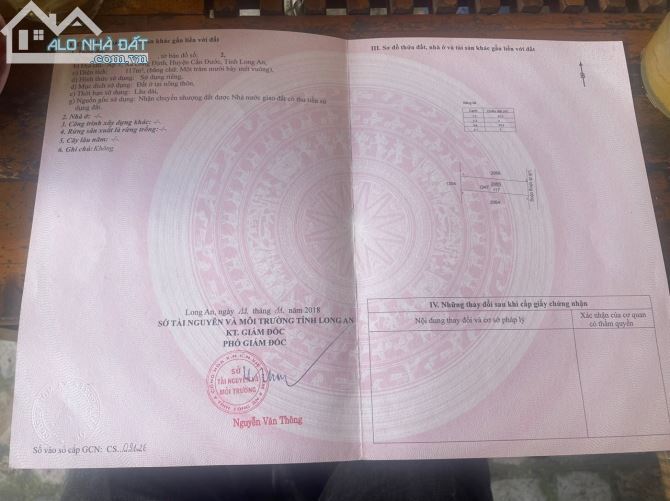 ALO NHÀ ĐẤT
.com.vn
khác gắn liền với đất
, tờ bản đồ số: 2,
Định, Huyện Cần Đước, Tỉnh Long An,
c) Diện tích: 117m², (bằng chữ: Một trăm mười bảy mét vuông),
d) Hình thức sử dụng: Sử dụng riêng,
đ) Mục đích sử dụng: Đất ở tại nông thôn,
e) Thời hạn sử dụng: Lâu dài,
g) Nguồn gốc sử dụng: Nhận chuyển nhượng đất được Nhà nước giao đất có thu tiền sử
dụng đất.
2. Nhà ở: -/-.
3. Công trình xây dựng khác: -/-.
4. Rừng sản xuất là rừng trồng: -/-.
5. Cây lâu năm: -/-.
6. Ghi chú: Không.
Long An, ngày tháng năm 2018
SỞ TÀI NGUYÊN VÀ MÔI TRƯỜNG TỈNH LONG AN
KT. GIÁM ĐỐC
PHÓ GIÁM ĐỐC
SỞ
TÀI NGUYÊN VÀ
MÔI TRƯỜNG
Nguyễn Văn Thông
Số vào sổ cấp GCN: CS
III. Sơ đồ thửa đất, nhà ở và tài sản khác gắn liền với đất
ONT
117
IV. Những thay đổi sau khi cấp giấy chứng nhận
Nội dung thay đổi và cơ sở pháp lý
Xác nhận của cơ quan
có thẩm quyền